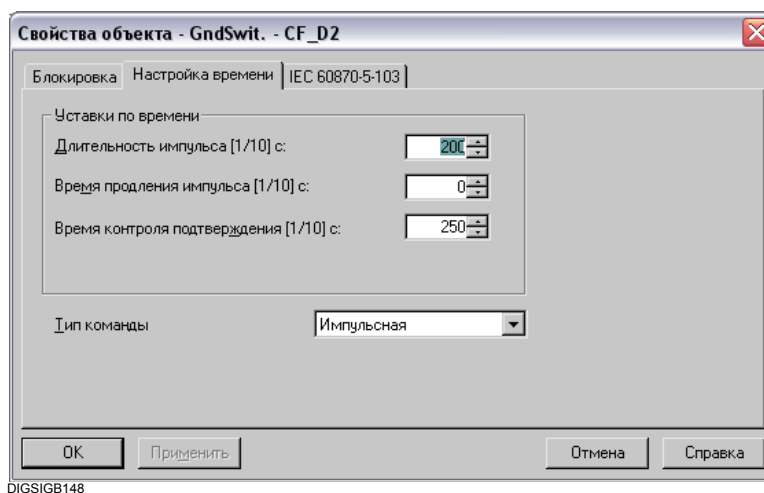 Свойства объекта - GndSwit. - CF_D2
Блокировка Настройка времени IEC 60870-5-103
Уставки по времени
Длительность импульса [1/10] с: 200
Время продления импульса [1/10] с: 0
Время контроля подтверждения [1/10] с: 250
Тип команды Импульсная
OK Применить Отмена Справка
DIGSIGB148